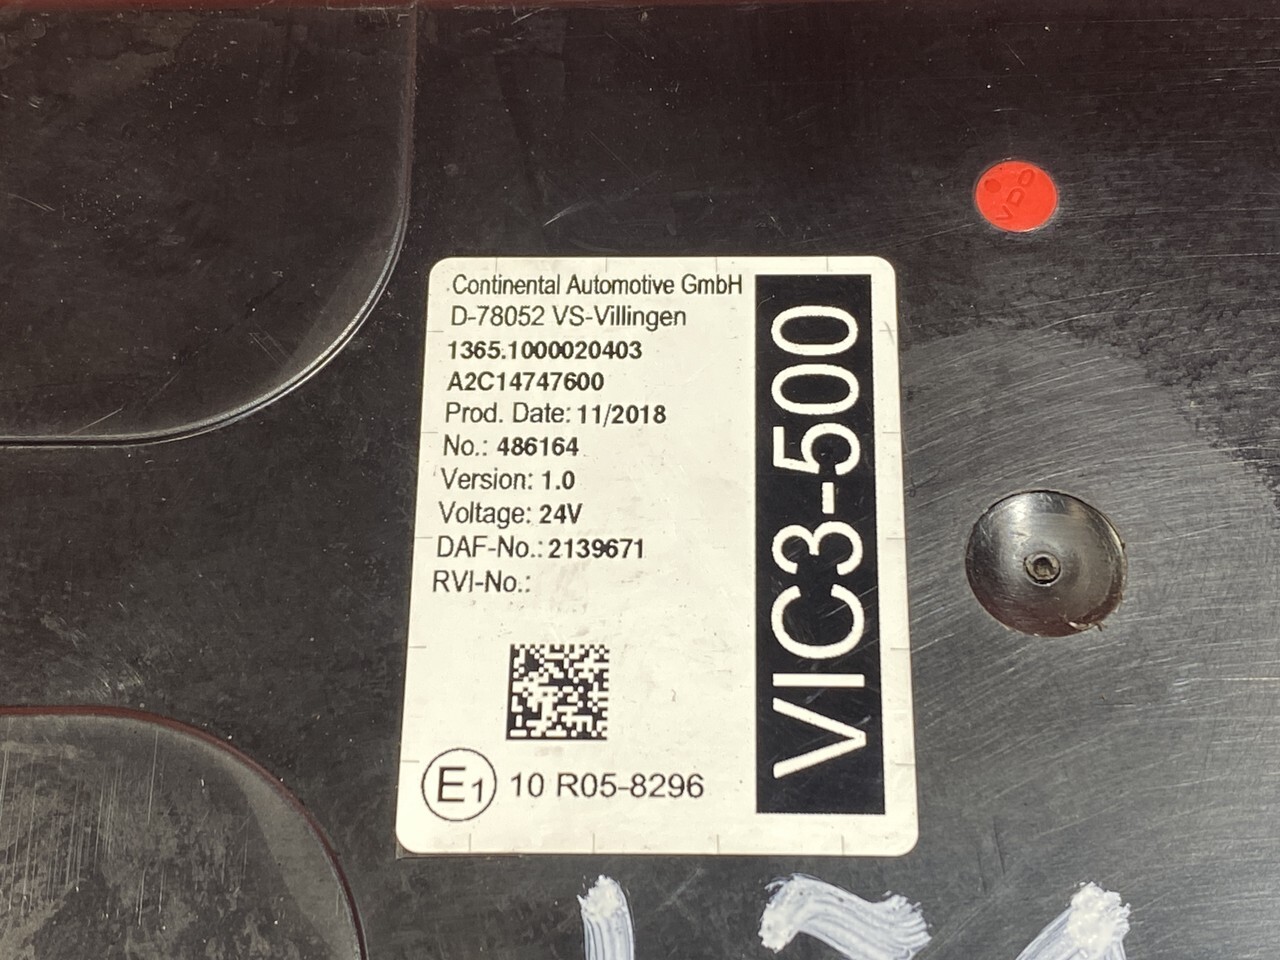 VDO
Continental Automotive GmbH
D-78052 VS-Villingen
1365.1000020403
A2C14747600
Prod. Date: 11/2018
No.: 486164
Version: 1.0
Voltage: 24V
DAF-No.: 2139671
RVI-No.:
E1 10 R05-8296
VIC3-500